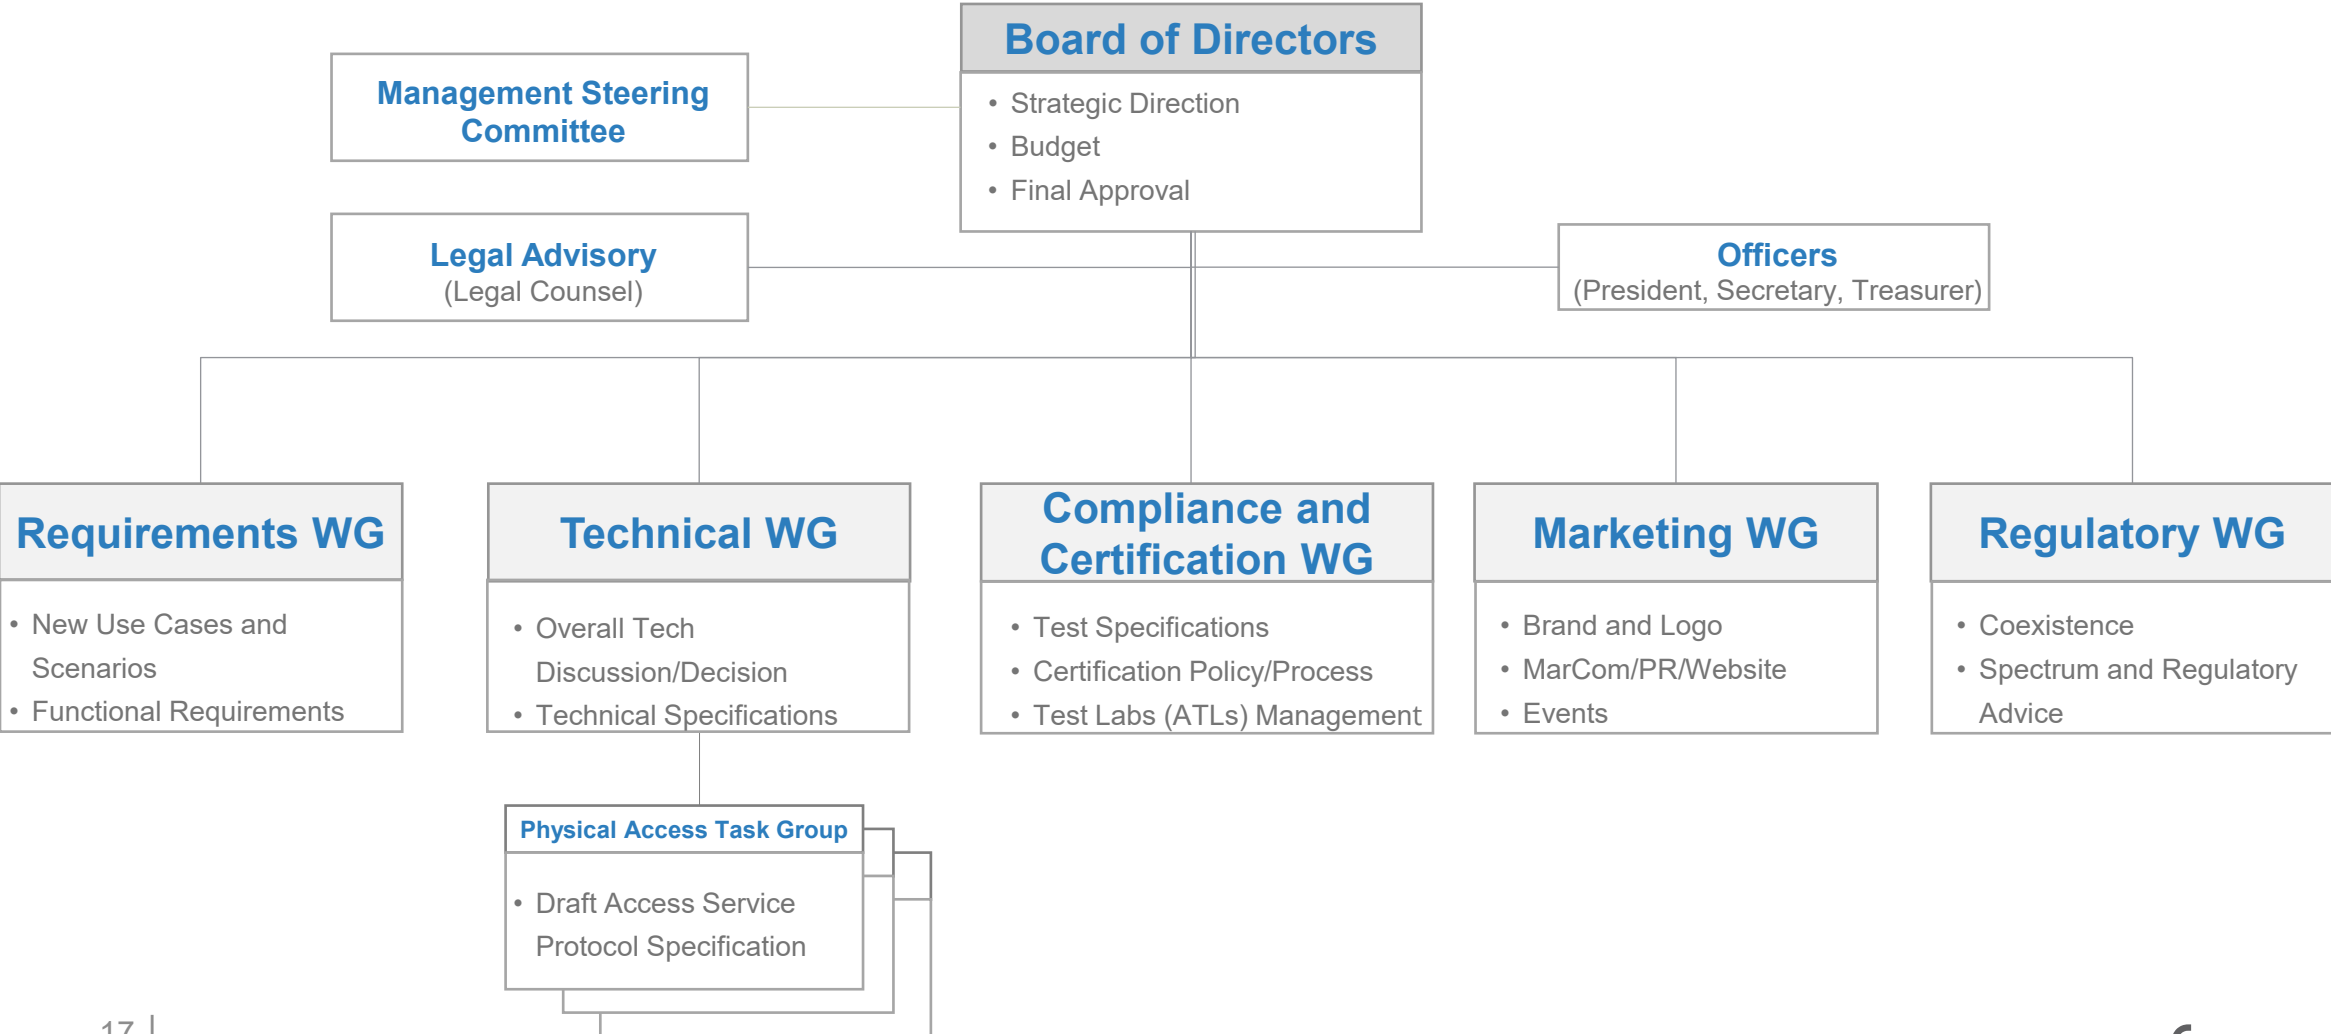 Board of Directors
• Strategic Direction
• Budget
• Final Approval
Management Steering
Committee
Legal Advisory
(Legal Counsel)
Officers
(President, Secretary, Treasurer)
Requirements WG
• New Use Cases and
Scenarios
• Functional Requirements
Technical WG
• Overall Tech
Discussion/Decision
• Technical Specifications
Compliance and
Certification WG
• Test Specifications
• Certification Policy/Process
• Test Labs (ATLs) Management
Marketing WG
• Brand and Logo
• MarCom/PR/Website
• Events
Regulatory WG
• Coexistence
• Spectrum and Regulatory
Advice
Physical Access Task Group
• Draft Access Service
Protocol Specification
17 |